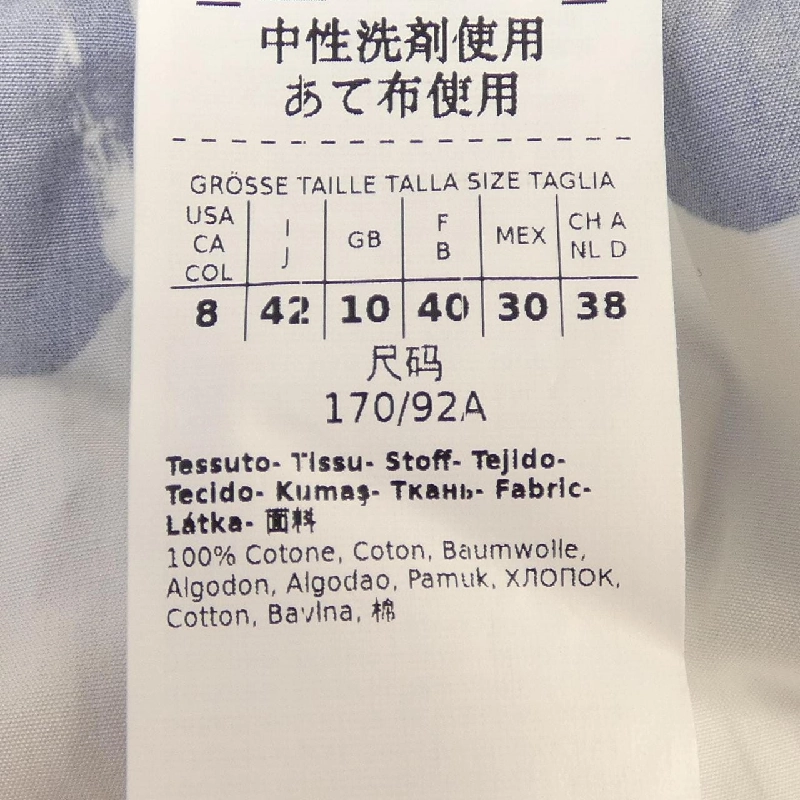 中性洗剤使用
あて布使用
GRÖSSE TAILLE TALLA SIZE TAGLIA
USA CA COL I J GB F B MEX CH A NL D
8 42 10 40 30 38
尺码
170/92A
Tessuto- Tissu- Stoff- Tejido-
Tecido- Kumaş- Ткань- Fabric-
Látka- 面料
100% Cotone, Coton, Baumwolle,
Algodon, Algodao, Pamuk, ХЛОПОК,
Cotton, Bavlna, 棉